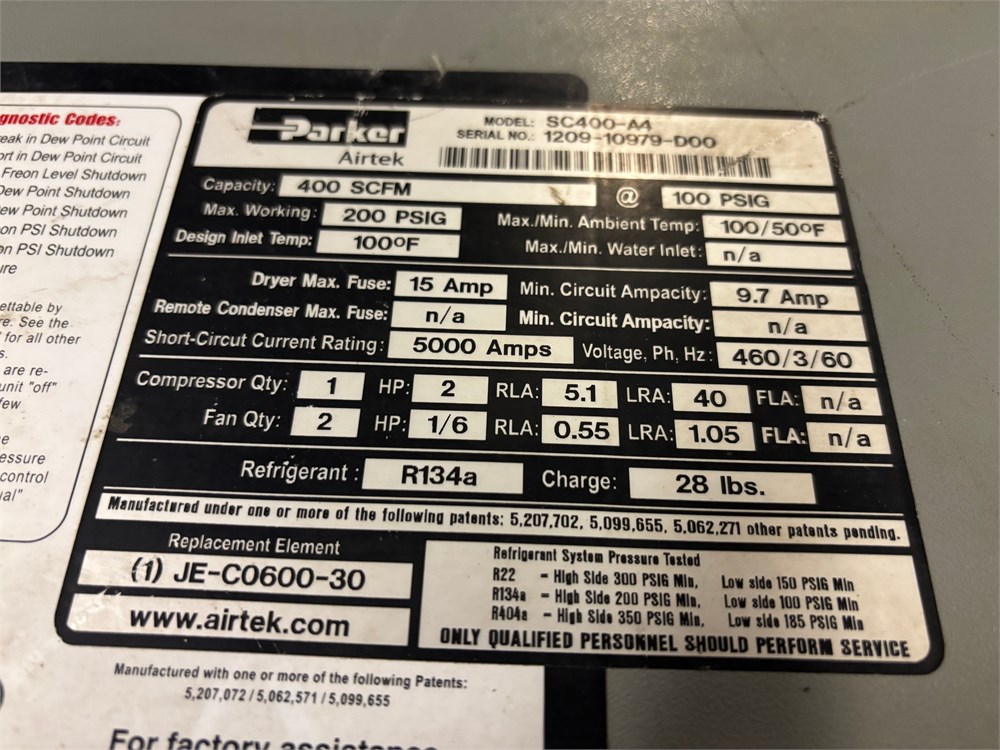 gnostic Codes:
eak in Dew Point Circuit
ort in Dew Point Circuit
Freon Level Shutdown
Dew Point Shutdown
ew Point Shutdown
on PSI Shutdown
on PSI Shutdown
ure
ettable by
re. See the
for all other
s.
are re-
unit "off"
few
e
essure
control
ual"
Parker
Airtek
MODEL: SC400-A4
SERIAL NO.: 1209-10979-D00
Capacity: 400 SCFM @ 100 PSIG
Max. Working: 200 PSIG Max./Min. Ambient Temp: 100/50ºF
Design Inlet Temp: 100ºF Max./Min. Water Inlet: n/a
Dryer Max. Fuse: 15 Amp Min. Circuit Ampacity: 9.7 Amp
Remote Condenser Max. Fuse: n/a Min. Circuit Ampacity: n/a
Short-Circut Current Rating: 5000 Amps Voltage, Ph, Hz: 460/3/60
Compressor Qty: 1 HP: 2 RLA: 5.1 LRA: 40 FLA: n/a
Fan Qty: 2 HP: 1/6 RLA: 0.55 LRA: 1.05 FLA: n/a
Refrigerant: R134a Charge: 28 lbs.
Manufactured under one or more of the following patents: 5,207,702, 5,099,655, 5,062,271 other patents pending.
Replacement Element
(1) JE-C0600-30
www.airtek.com
Refrigerant System Pressure Tested
R22 - High Side 300 PSIG Min, Low side 150 PSIG Min
R134a - High Side 200 PSIG Min, Low side 100 PSIG Min
R404a - High Side 350 PSIG Min, Low side 185 PSIG Min
ONLY QUALIFIED PERSONNEL SHOULD PERFORM SERVICE
Manufactured with one or more of the following Patents:
5,207,072 / 5,062,571 / 5,099,655
For factory assistance